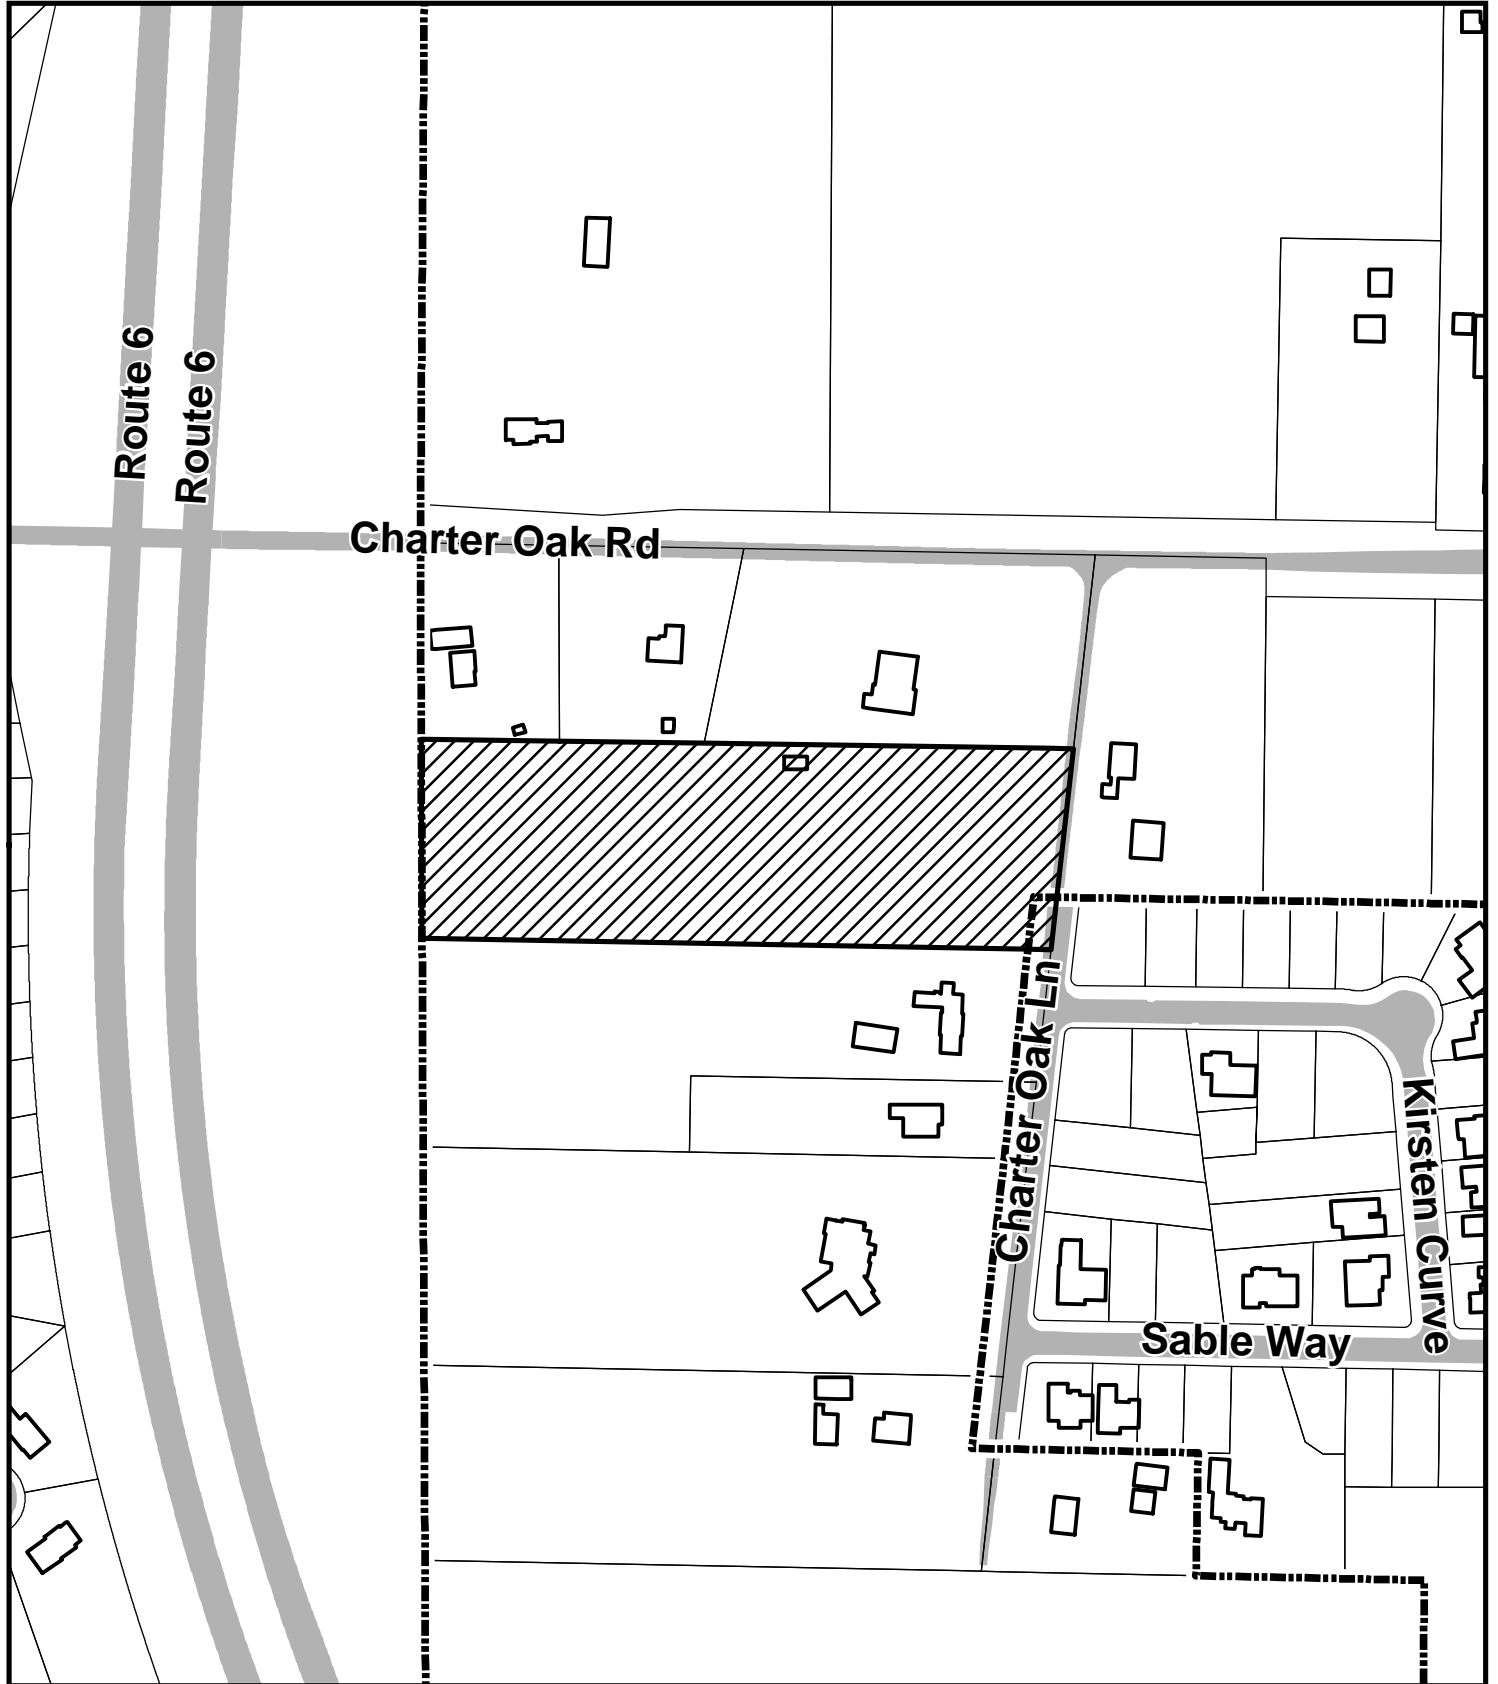 Route 6
Route 6
Charter Oak Rd
Charter Oak Ln
Kirsten Curve
Sable Way